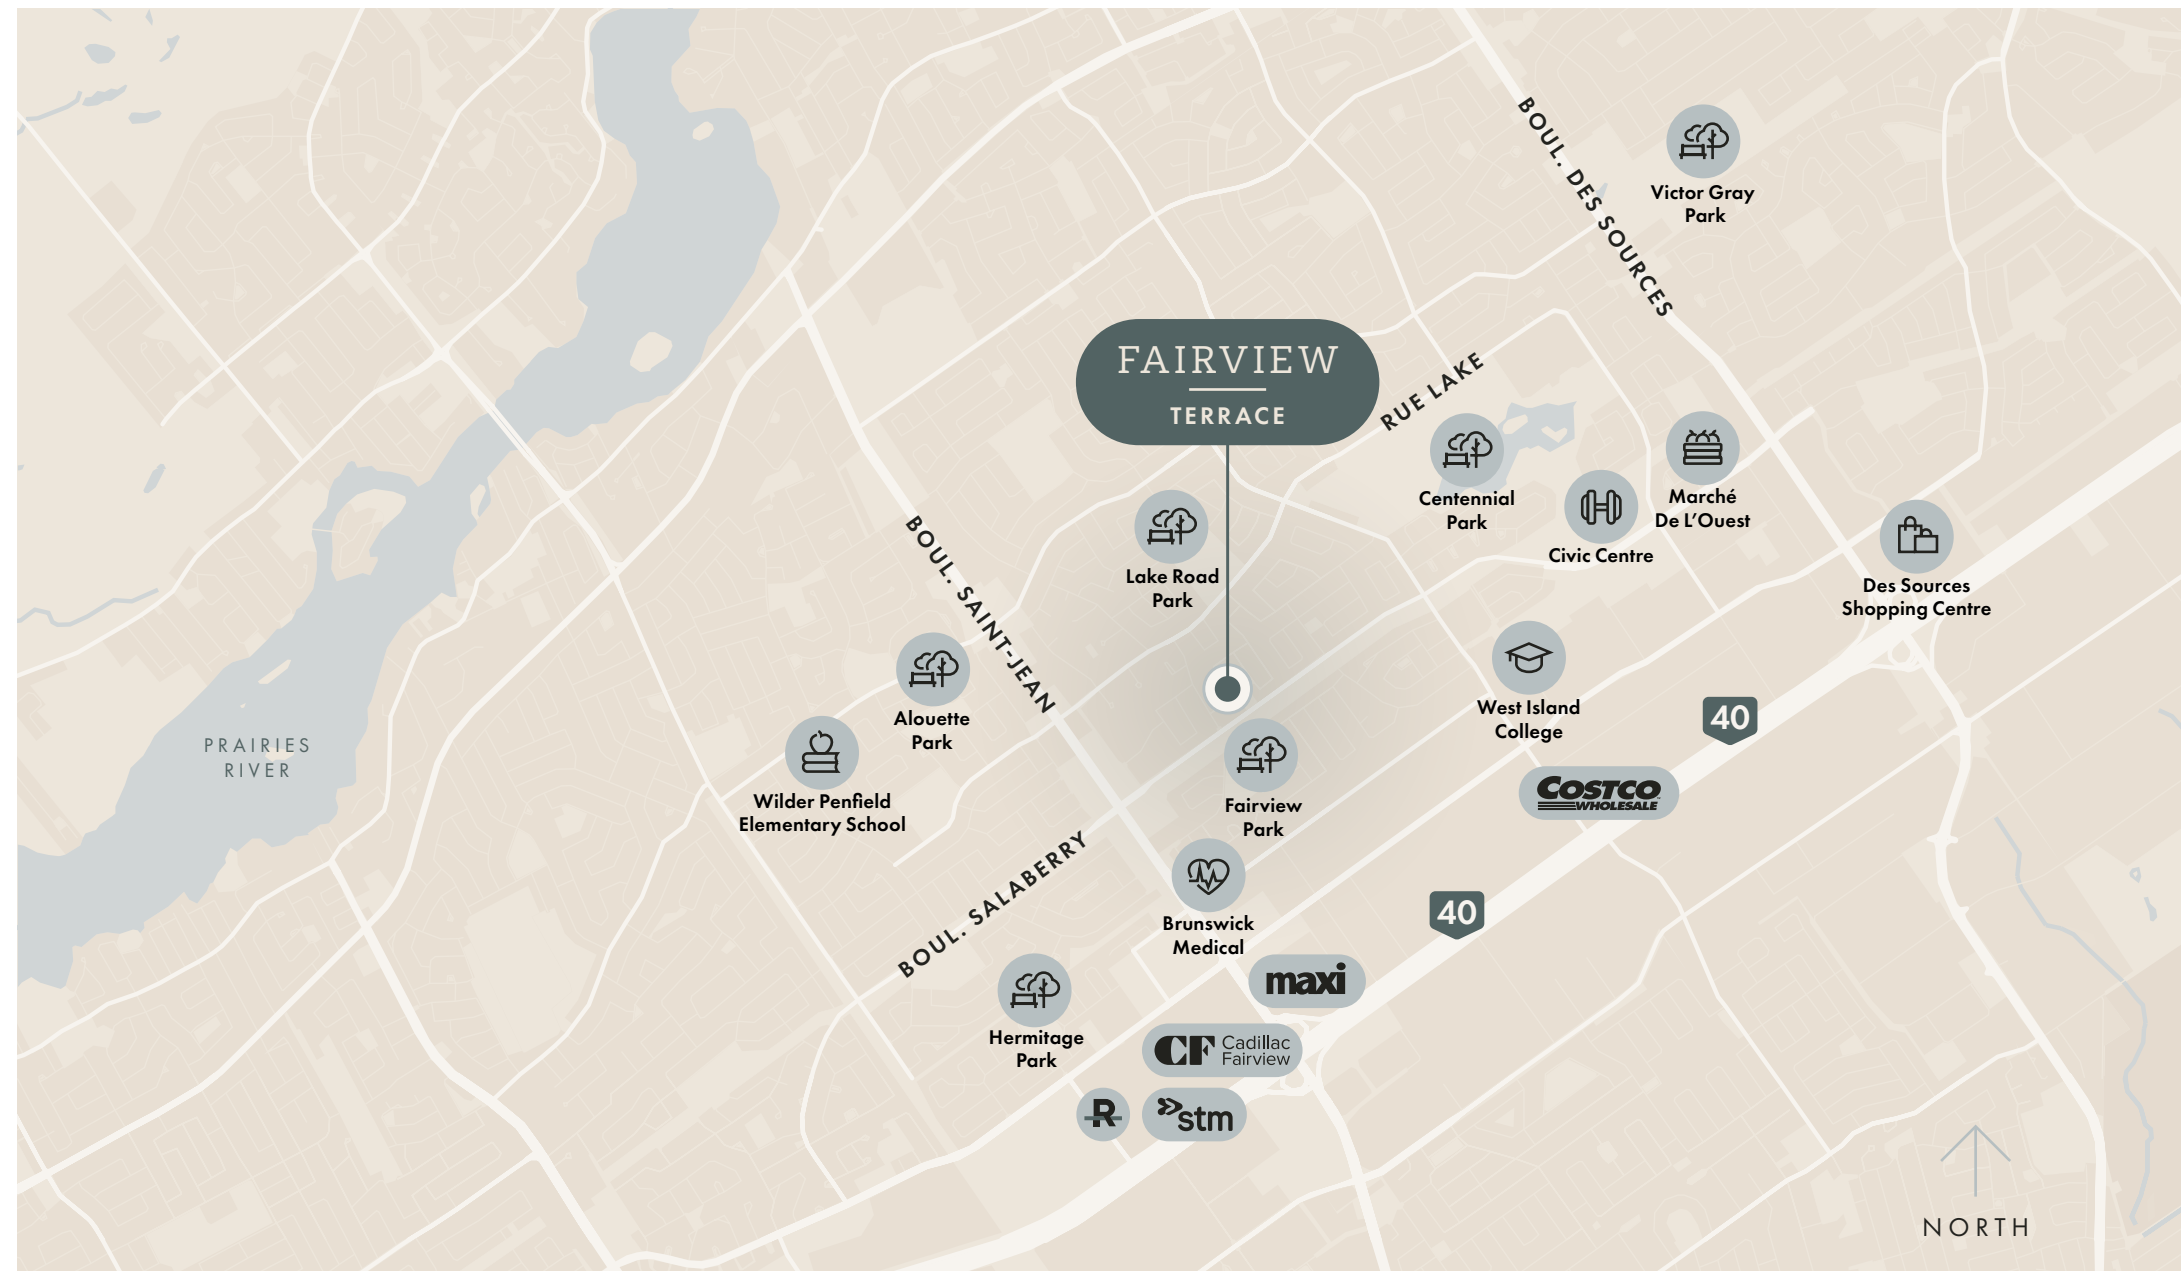 BOUL. DES SOURCES
Victor Gray
Park
FAIRVIEW
TERRACE
RUE LAKE
Centennial
Park
Marché
De L'Ouest
Civic Centre
Lake Road
Park
BOUL. SAINT-JEAN
Des Sources
Shopping Centre
Alouette
Park
West Island
College
40
PRAIRIES
RIVER
Wilder Penfield
Elementary School
Fairview
Park
COSTCO
WHOLESALE
BOUL. SALABERRY
40
Brunswick
Medical
maxi
Hermitage
Park
CF Cadillac
Fairview
R
stm
NORTH